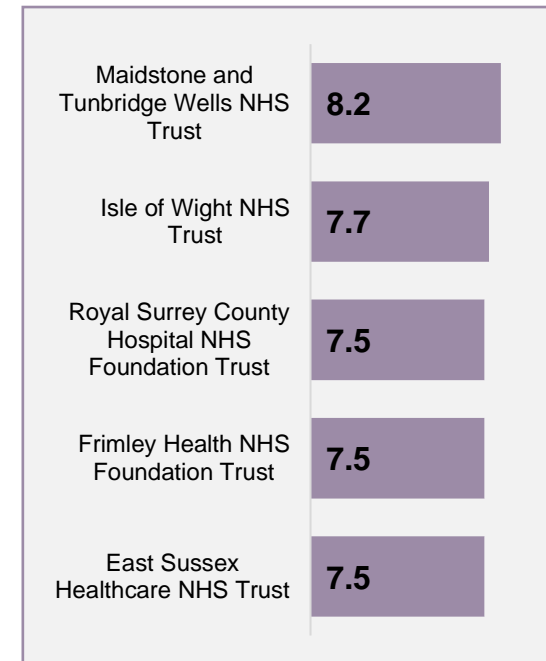 Maidstone and
Tunbridge Wells NHS
Trust
8.2
Isle of Wight NHS
Trust
7.7
Royal Surrey County
Hospital NHS
Foundation Trust
7.5
Frimley Health NHS
Foundation Trust
7.5
East Sussex
Healthcare NHS Trust
7.5